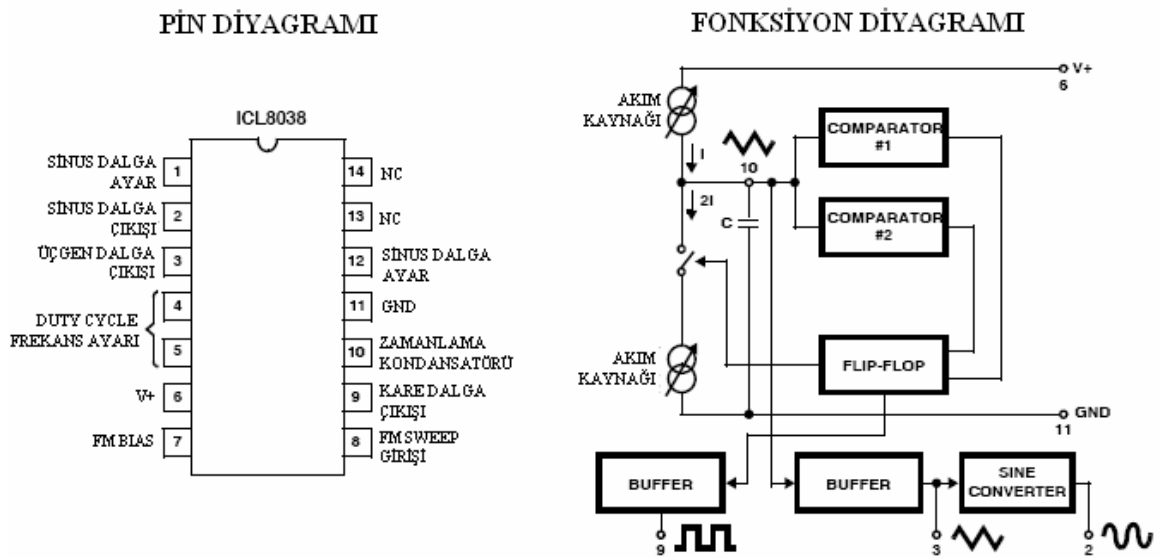 PİN DİYAGRAMI
ICL8038
SİNUS DALGA
AYAR
1
SİNUS DALGA
ÇIKIŞI
2
ÜÇGEN DALGA
ÇIKIŞI
3
4
DUTY CYCLE
FREKANS AYARI
5
V+
6
FM BIAS
7
14
NC
13
NC
12
SİNUS DALGA
AYAR
11
GND
10
ZAMANLAMA
KONDANSATÖRÜ
9
KARE DALGA
ÇIKIŞI
8
FM SWEEP
GİRİŞİ
FONKSİYON DİYAGRAMI
V+
6
AKIM
KAYNAĞI
I
10
COMPARATOR
#1
2I
C
COMPARATOR
#2
AKIM
KAYNAĞI
FLIP-FLOP
GND
11
BUFFER
BUFFER
SINE
CONVERTER
9
3
2